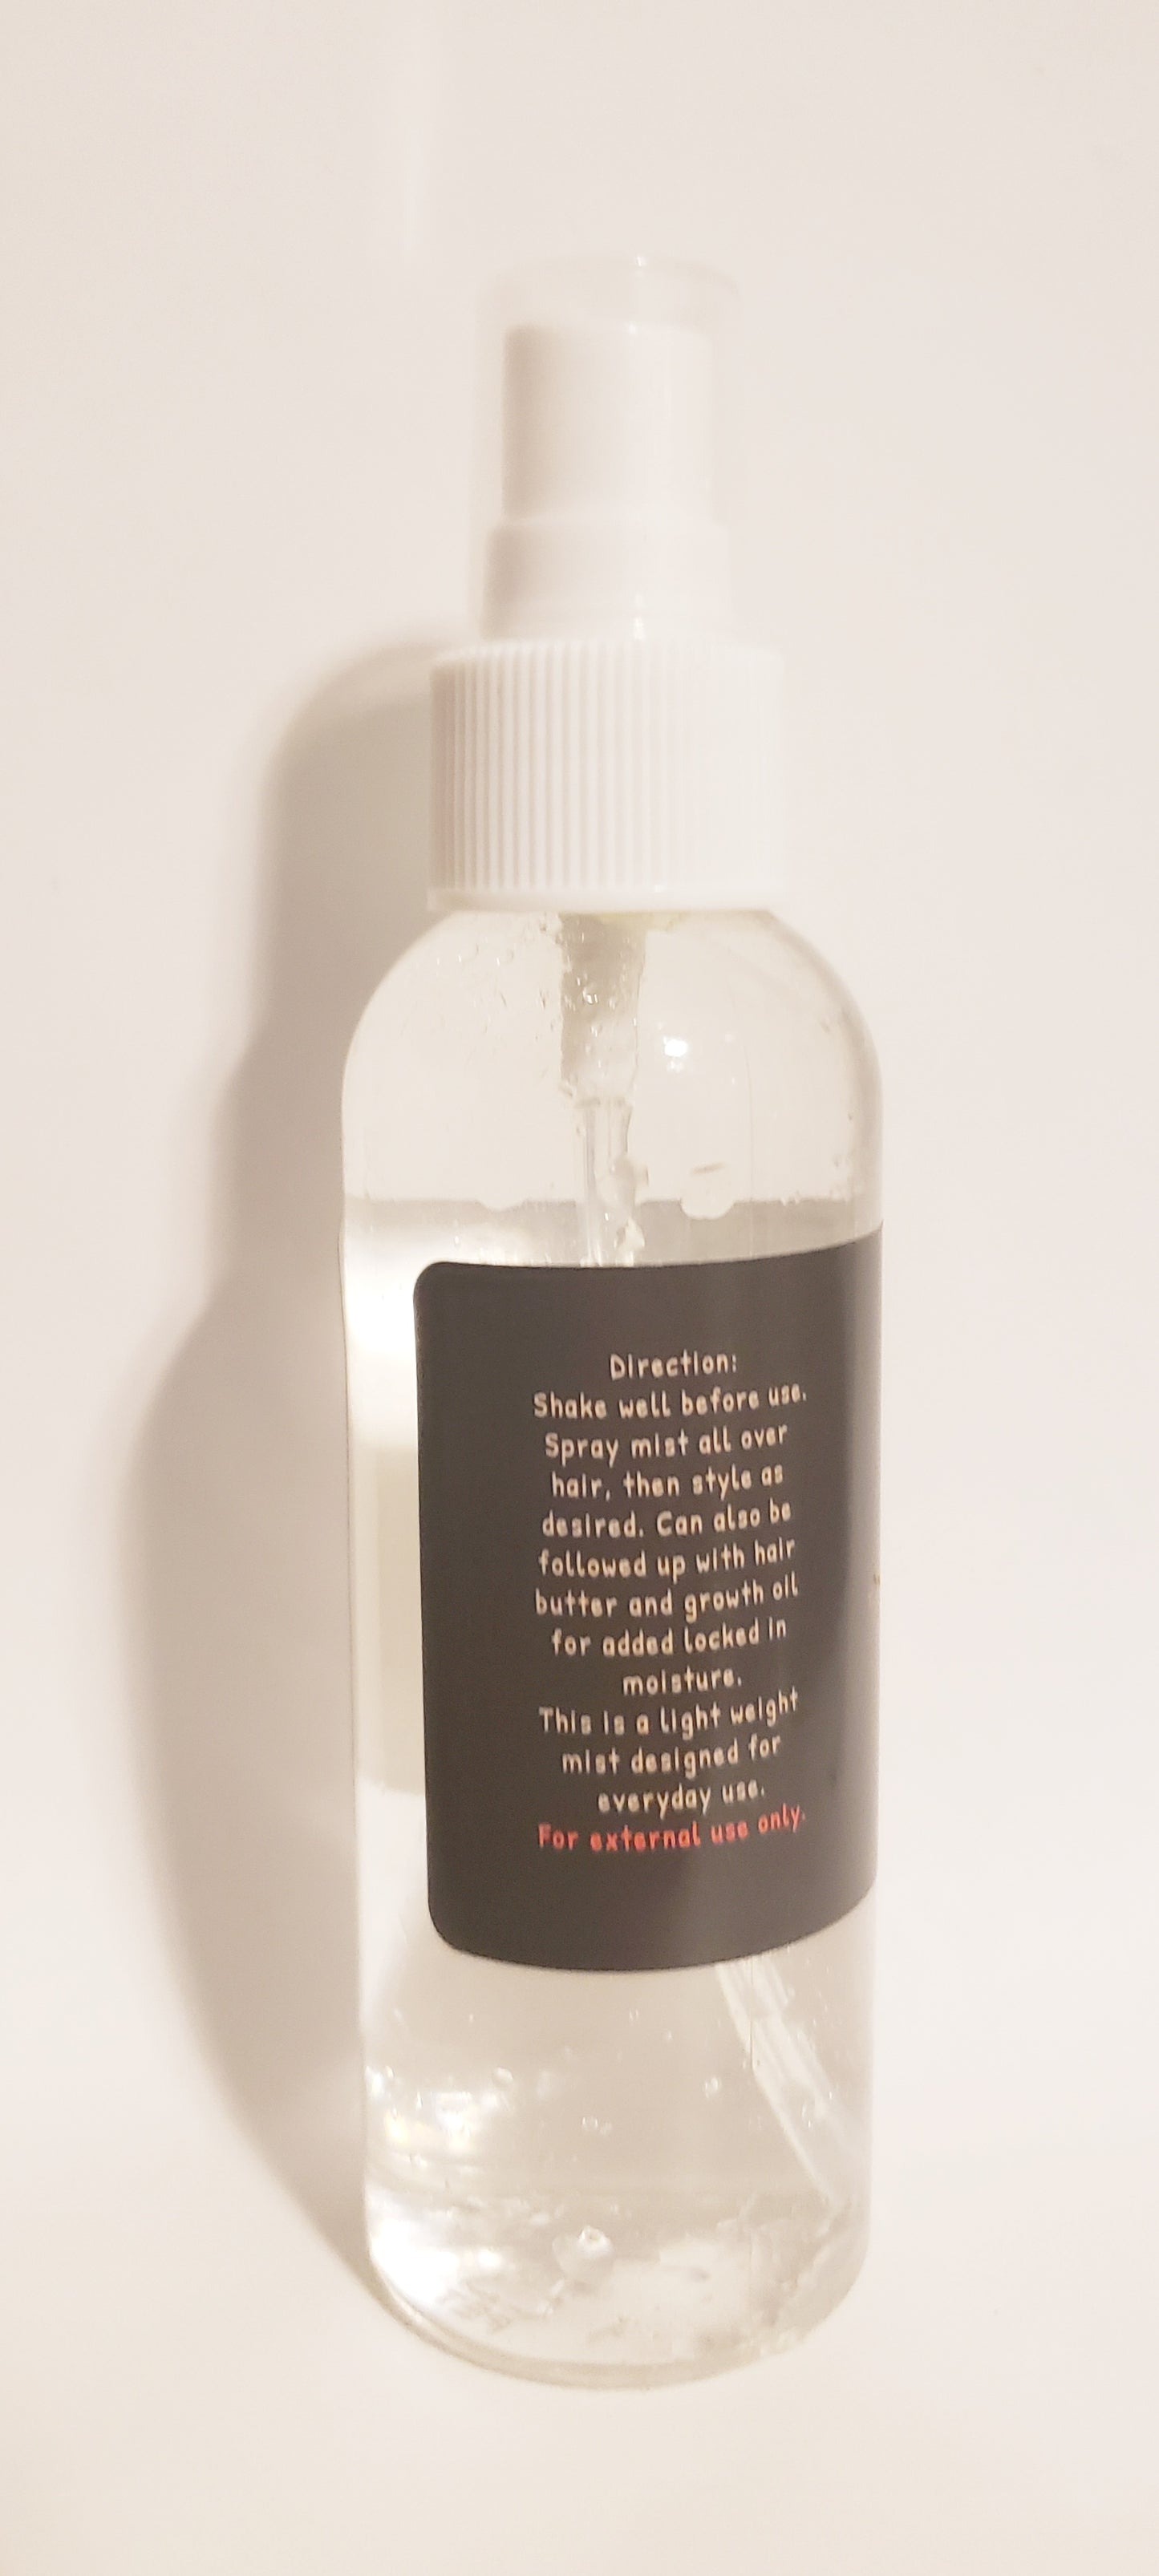 Direction:
Shake well before use.
Spray mist all over
hair, then style as
desired. Can also be
followed up with hair
butter and growth oil
for added locked in
moisture.
This is a light weight
mist designed for
everyday use.
For external use only.